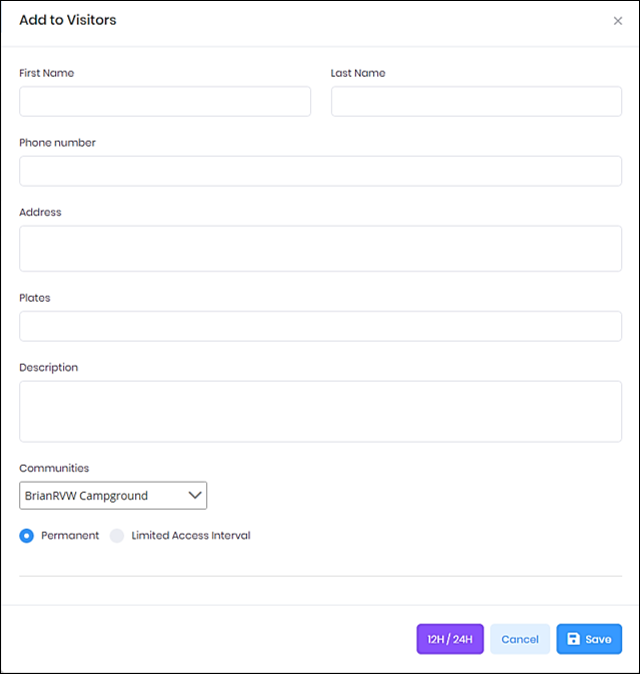 Add to Visitors
First Name Last Name
Phone number
Address
Plates
Description
Communities
BrianRVW Campground
Permanent Limited Access Interval
12H / 24H Cancel Save